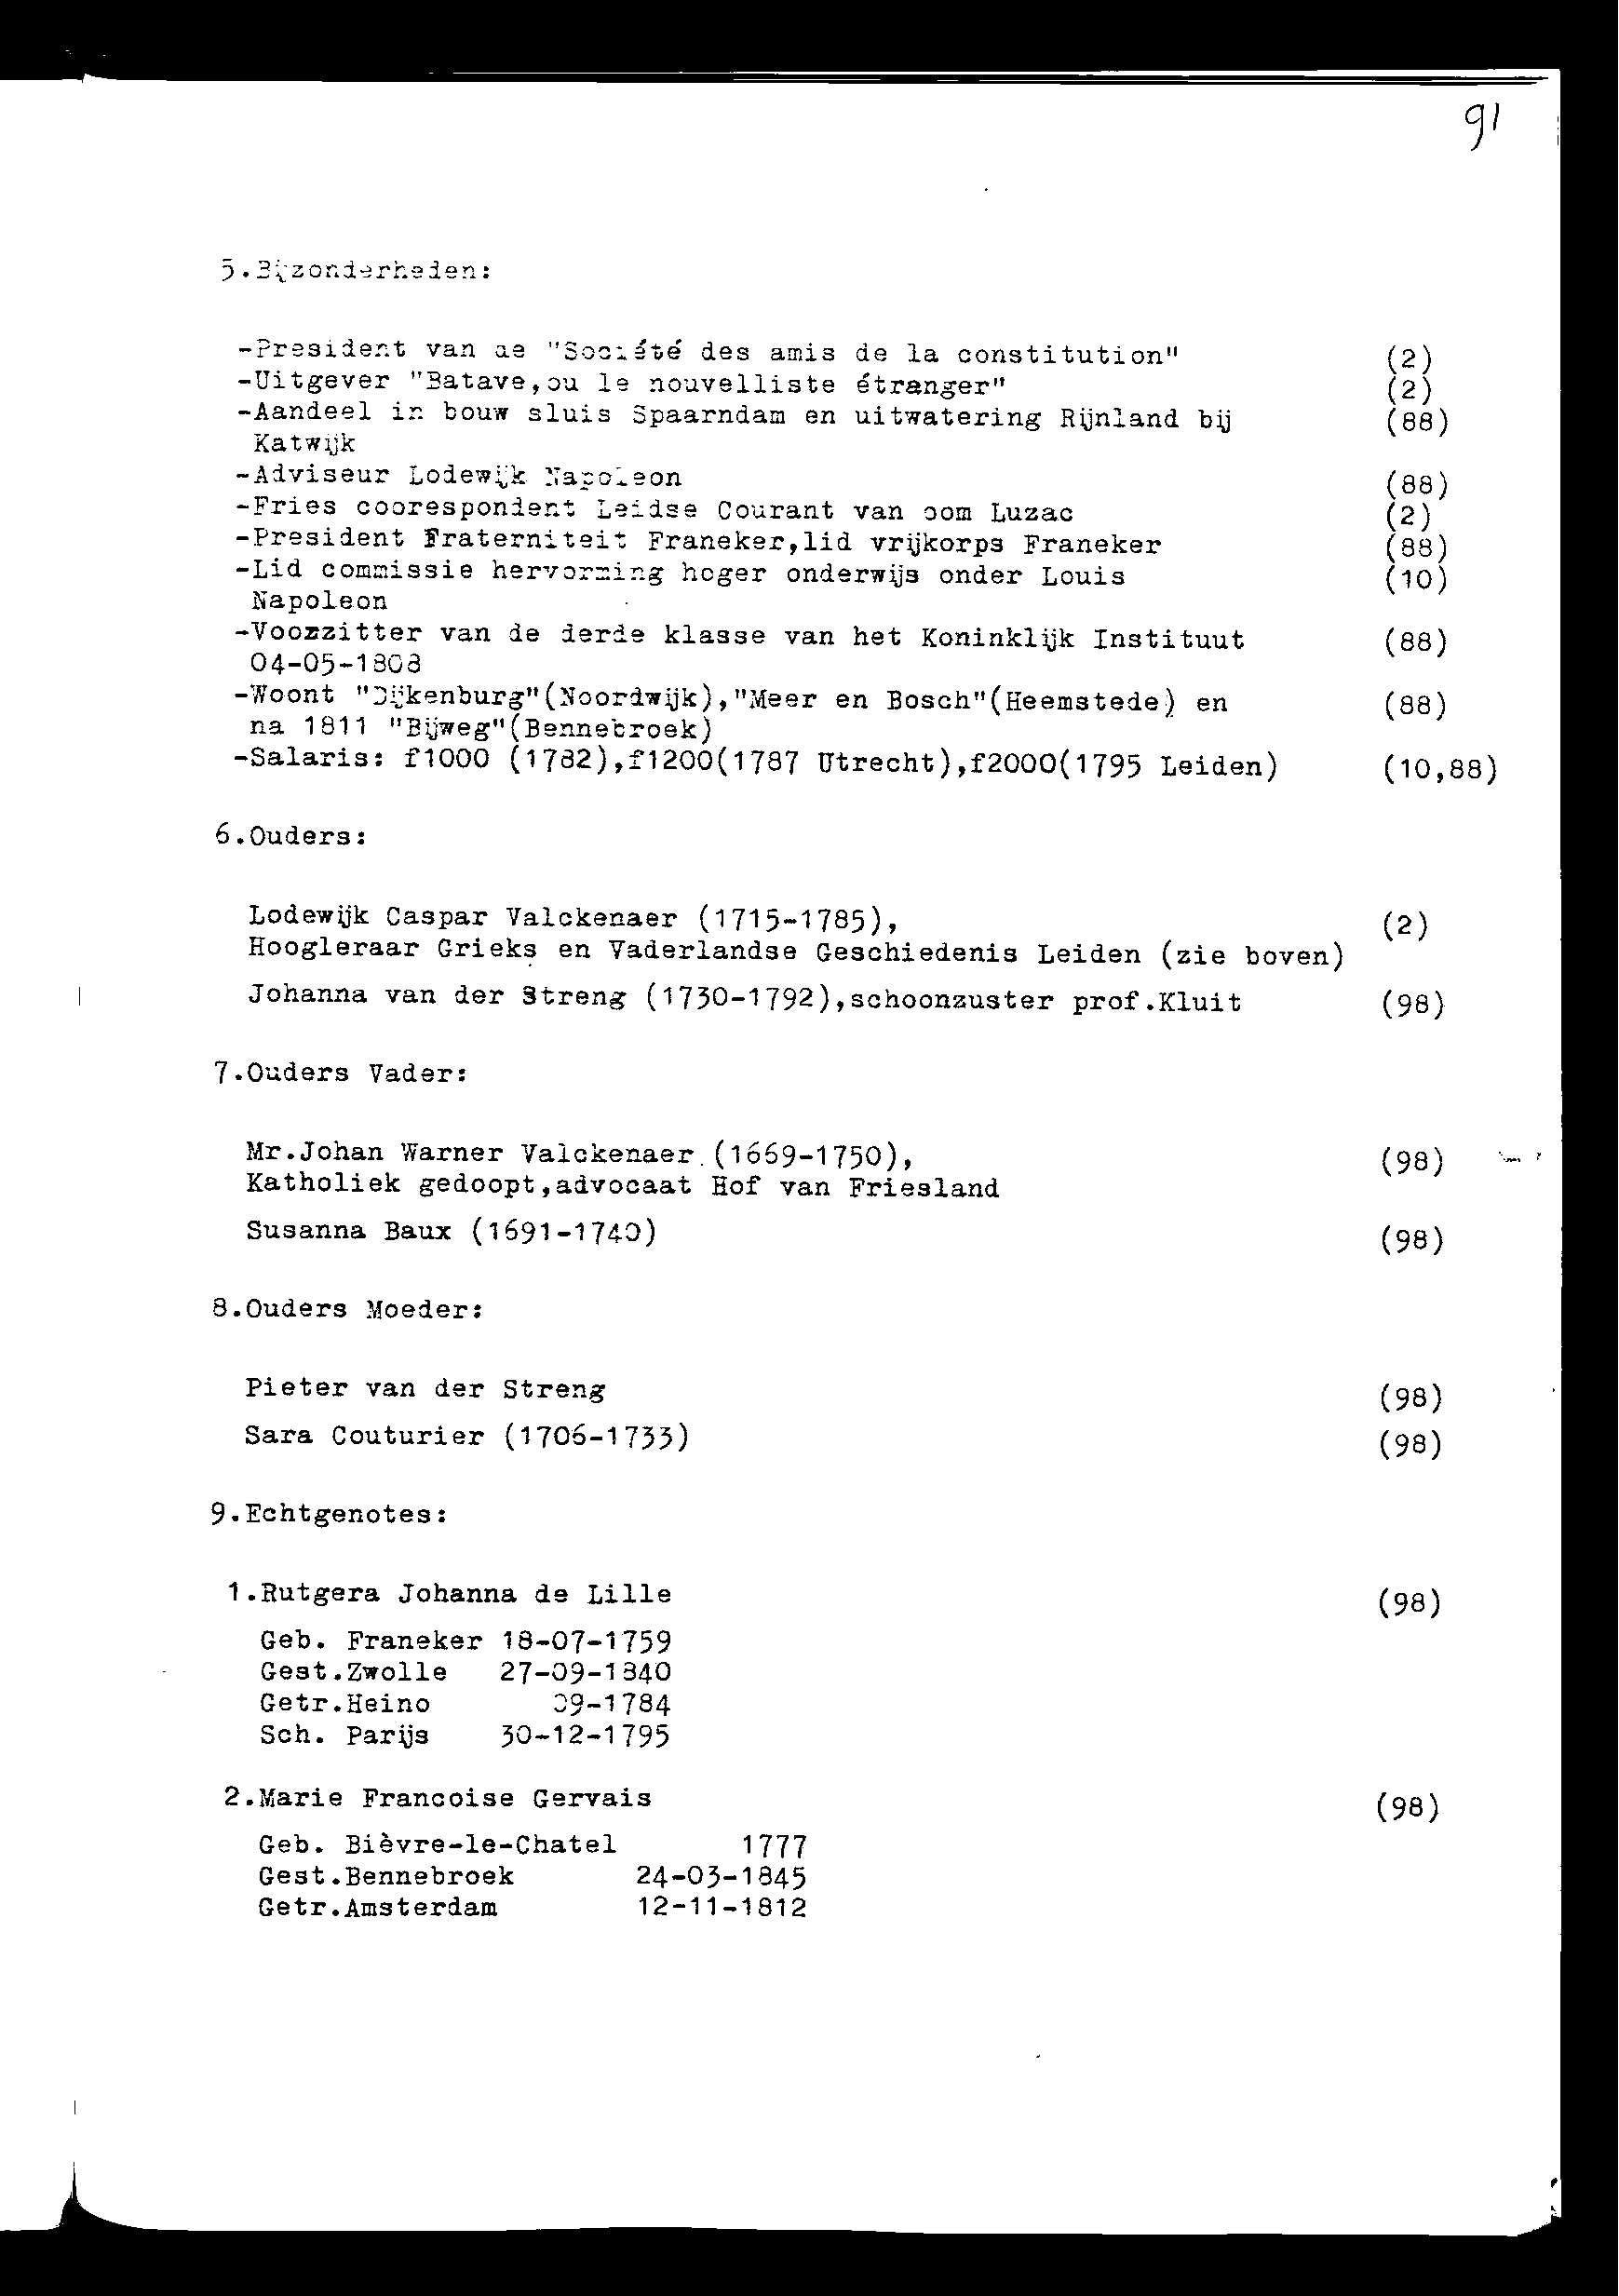 91
5.Bijzonderheden:
-President van de "Société des amis de la constitution" (2)
-Uitgever "Batave,ou le nouvelliste étranger" (2)
-Aandeel in bouw sluis Spaarndam en uitwatering Rijnland bij (88)
Katwijk
-Adviseur Lodewijk Napoleon (88)
-Fries coorespondent Leidse Courant van oom Luzac (2)
-President Fraterniteit Franeker,lid vrijkorps Franeker (88)
-Lid commissie hervorming hoger onderwijs onder Louis (10)
Napoleon
-Voorzitter van de derde klasse van het Koninklijk Instituut (88)
04-05-1808
-Woont "Dijkenburg"(Noordwijk),"Meer en Bosch"(Heemstede) en (88)
na 1811 "Bijweg"(Bennebroek)
-Salaris: f1000 (1782),f1200(1787 Utrecht),f2000(1795 Leiden) (10,88)
6.Ouders:
Lodewijk Caspar Valckenaer (1715-1785), (2)
Hoogleraar Grieks en Vaderlandse Geschiedenis Leiden (zie boven)
Johanna van der Streng (1730-1792),schoonzuster prof.Kluit (98)
7.Ouders Vader:
Mr.Johan Warner Valckenaer (1669-1750), (98)
Katholiek gedoopt,advocaat Hof van Friesland
Susanna Baux (1691-1740) (98)
8.Ouders Moeder:
Pieter van der Streng (98)
Sara Couturier (1706-1733) (98)
9.Echtgenotes:
1.Rutgera Johanna de Lille (98)
Geb. Franeker 18-07-1759
Gest.Zwolle 27-09-1840
Getr.Heino 09-1784
Sch. Parijs 30-12-1795
2.Marie Francoise Gervais (98)
Geb. Bièvre-le-Chatel 1777
Gest.Bennebroek 24-03-1845
Getr.Amsterdam 12-11-1812